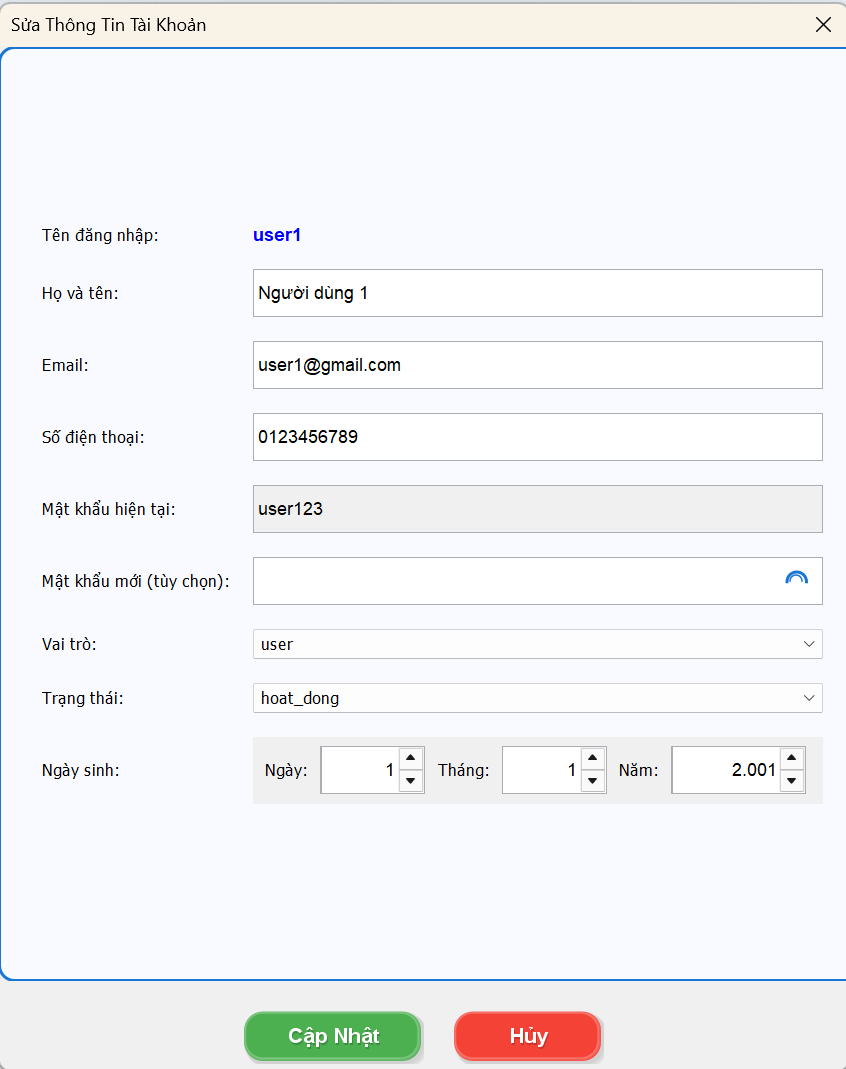 Sửa Thông Tin Tài Khoản
Tên đăng nhập: user1
Họ và tên: Người dùng 1
Email: user1@gmail.com
Số điện thoại: 0123456789
Mật khẩu hiện tại: user123
Mật khẩu mới (tùy chọn):
Vai trò: user
Trạng thái: hoat_dong
Ngày sinh: Ngày: 1 Tháng: 1 Năm: 2.001
Cập Nhật Hủy